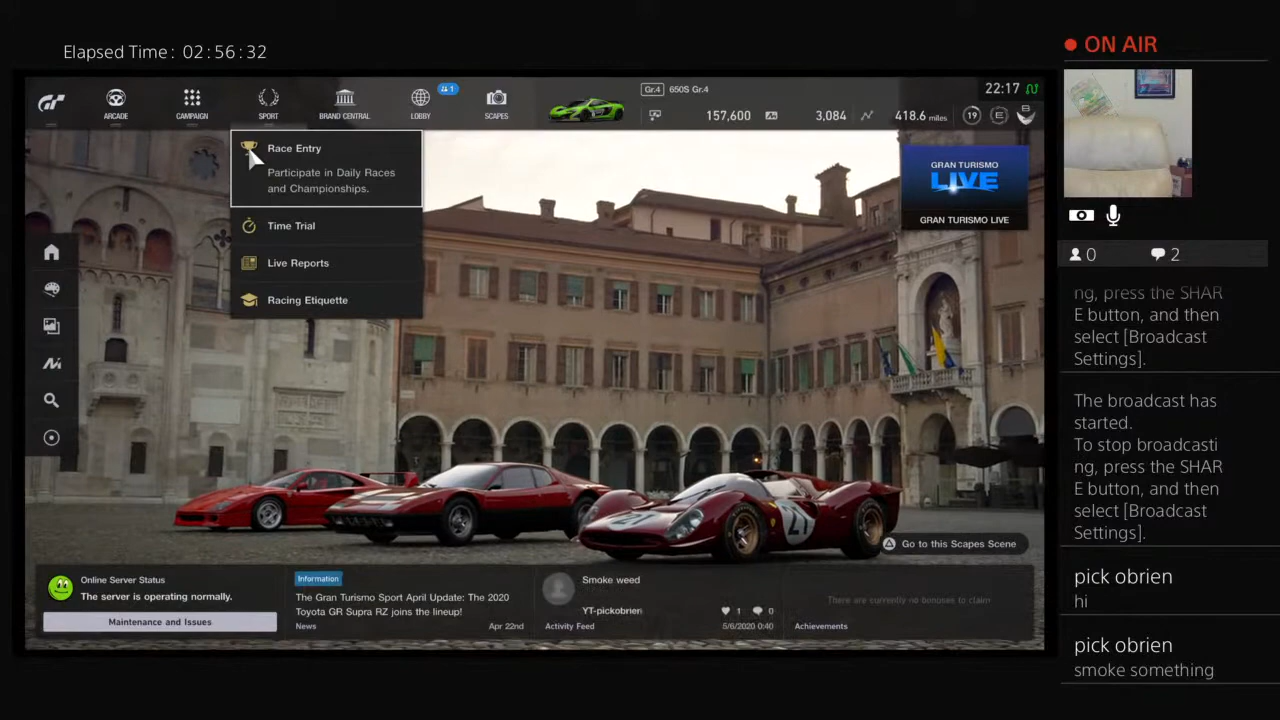 Elapsed Time: 02:56:32
ON AIR
ARCADE
CAMPAIGN
SPORT
BRAND CENTRAL
LOBBY
1
SCAPES
Gr.4 650S Gr.4
157,600
3,084
418.6 miles
22:17
19
E
Race Entry
Participate in Daily Races
and Championships.
Time Trial
Live Reports
Racing Etiquette
GRAN TURISMO
LIVE
GRAN TURISMO LIVE
0
2
ng, press the SHAR
E button, and then
select [Broadcast
Settings].
The broadcast has
started.
To stop broadcasti
ng, press the SHAR
E button, and then
select [Broadcast
Settings].
pick obrien
hi
pick obrien
smoke something
21
21
Go to this Scapes Scene
Online Server Status
The server is operating normally.
Maintenance and Issues
Information
The Gran Turismo Sport April Update: The 2020
Toyota GR Supra RZ joins the lineup!
News
Apr 22nd
Smoke weed
YT-pickobrien
1
0
Activity Feed
5/6/2020 0:40
There are currently no bonuses to claim
Achievements